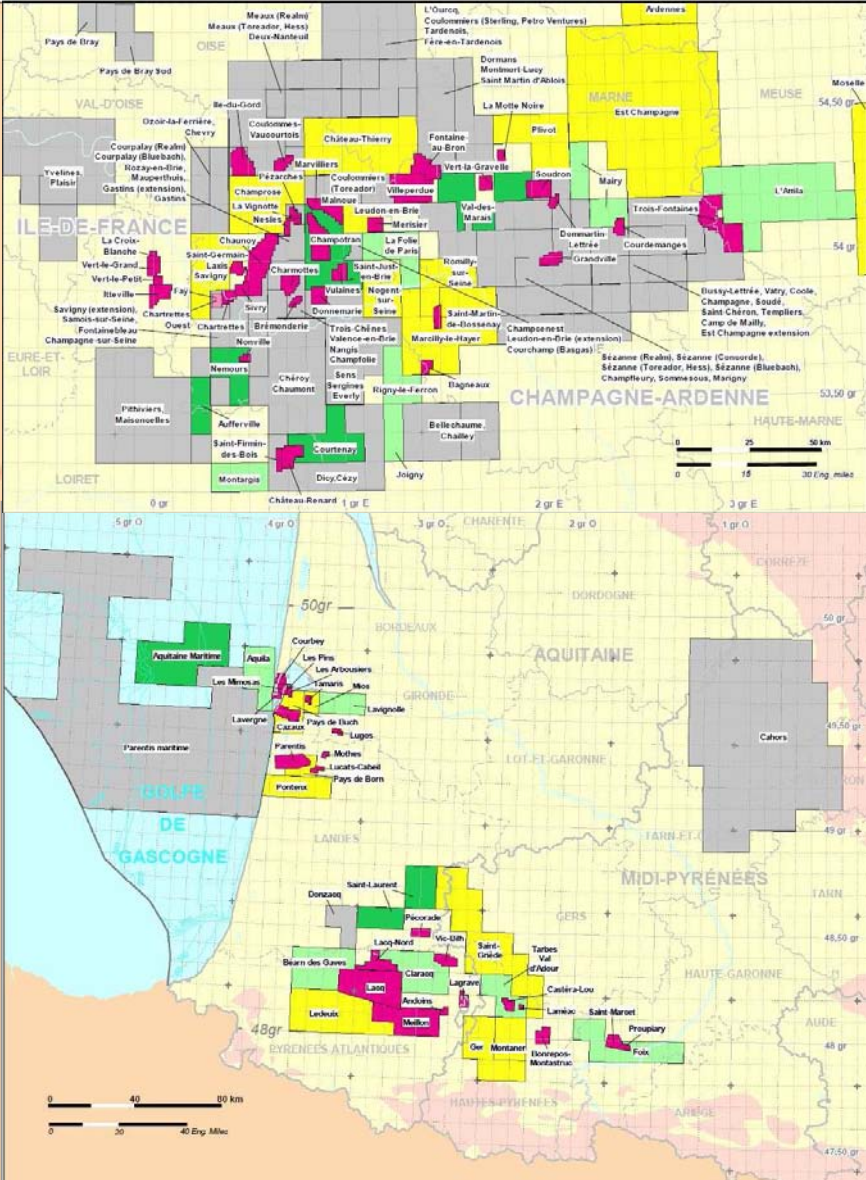 Pays de Bray
Pays de Bray Sud
OISE
VAL-D'OISE
Meaux (Realm)
Meaux (Toreador, Hess)
Deux-Nanteuil
L'Ourcq,
Coulommiers (Sterling, Petro Ventures)
Tardenois,
Fère-en-Tardenois
Dormans
Montmort-Lucy
Saint Martin d'Ablois
La Motte Noire
Ardennes
MARNE
Est Champagne
MEUSE
Moselle
54,50 gr
Plivot
Ozoir-la-Ferrière,
Chevry
Ile-du-Gord
Coulommes-
Vaucourtois
Château-Thierry
Fontaine-
au-Bron
Courpalay (Realm)
Courpalay (Bluebach),
Rozay-en-Brie,
Mauperthuis,
Gastins (extension),
Gastins
Yvelines,
Plaisir
Marvilliers
Pézarches
Coulommiers
(Toreador)
Champrose
Malnoue
La Vignotte
Nesles
Villeperdue
Vert-la-Gravelle
Soudron
Mairy
L'Amila
Leudon-en-Brie
Merisier
Val-des-
Marais
Trois-Fontaines
ILE-DE-FRANCE
La Croix-
Blanche
Vert-le-Grand
Vert-le-Petit
Itteville
Chaunoy
Saint-Germain-
Laxis
Savigny
Fay
Champotran
La Folie
de Paris
Charmottes
Saint-Just-
en-Brie
Romilly-
sur-
Seine
Dommartin-
Lettrée
Courdemanges
Grandville
54 gr
Chartrettes
Ouest
Chartrettes
Sivry
Vulaines
Nogent-
sur-
Seine
Donnemarie
Brémonderie
Savigny (extension),
Samois-sur-Seine,
Fontainebleau
Champagne-sur-Seine
Nonville
Trois-Chênes
Valence-en-Brie
Nangis
Champfolie
Saint-Martin-
de-Bossenay
Marcilly-le-Hayer
Champcenest
Leudon-en-Brie (extension)
Courchamp (Basgas)
Bussy-Lettrée, Vatry, Coole,
Champagne, Soudé,
Saint-Chéron, Templiers,
Camp de Mailly,
Est Champagne extension
Sézanne (Realm), Sézanne (Concorde),
Sézanne (Toreador, Hess), Sézanne (Bluebach),
Champfleury, Sommesous, Marigny
EURE-ET-
LOIR
Nemours
Chéroy
Chaumont
Sens
Sergines
Everly
Rigny-le-Ferron
Bagneaux
CHAMPAGNE-ARDENNE
53,50 gr
Pithiviers,
Maisoncelles
Aufferville
HAUTE-MARNE
Saint-Firmin-
des-Bois
Courtenay
Bellechaume,
Chailley
0 25 50 km
0 15 30 Eng. miles
LOIRET
Montargis
Dicy, Cézy
Joigny
Château-Renard
0 gr 1 gr E 2 gr E 3 gr E
5 gr O 4 gr O 3 gr O 2 gr O 1 gr O
CHARENTE
CORREZE
DORDOGNE
50gr
50 gr
BORDEAUX
AQUITAINE
Courbey
Les Pins
Les Arbousiers
Tamaris
Mios
Aquitaine Maritime
Aquila
Les Mimosas
GIRONDE
Lavignolle
Lavergne
Cazaux
Pays de Buch
Lugos
49,50 gr
Parentis maritime
Parentis
Mothes
Lucats-Cabeil
Pays de Born
Pontenx
Cahors
LOT-ET-GARONNE
GOLFE
DE
GASCOGNE
LANDES
49 gr
MIDI-PYRÉNÉES
TARN
GERS
Donzacq
Saint-Laurent
Pécorade
48,50 gr
Lacq-Nord
Vic-Bilh
Saint-
Griède
Tarbes
Val
d'Adour
HAUTE-GARONNE
Béarn des Gaves
Claracq
Lagrave
Castéra-Lou
Lacq
Andoins
Laméac
Saint-Marcet
Proupiary
Ledeuix
Meillon
AUDE
48gr
48 gr
PYRENEES ATLANTIQUES
Ger
Montaner
Bonrepos-
Montastruc
Foix
0 40 80 km
0 20 40 Eng. Miles
HAUTES-PYRENEES
ARIEGE
47,50 gr